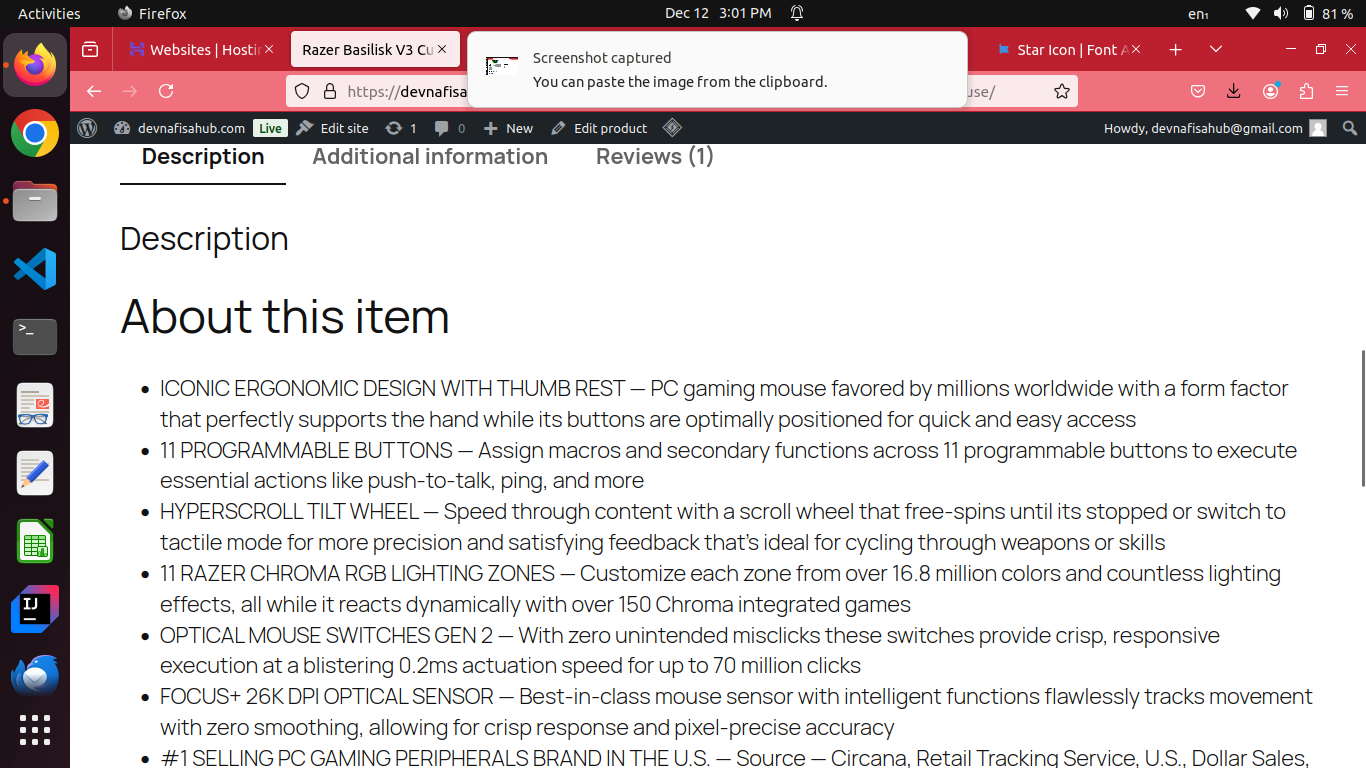 Activities Firefox Dec 12 3:01 PM en₁ 81 %
Websites | Hostin Razer Basilisk V3 Cu Star Icon | Font A
Screenshot captured
You can paste the image from the clipboard.
https://devnafisa use/
devnafisahub.com Live Edit site 1 0 New Edit product Howdy, devnafisahub@gmail.com
Description Additional information Reviews (1)
Description
About this item
• ICONIC ERGONOMIC DESIGN WITH THUMB REST — PC gaming mouse favored by millions worldwide with a form factor
that perfectly supports the hand while its buttons are optimally positioned for quick and easy access
• 11 PROGRAMMABLE BUTTONS — Assign macros and secondary functions across 11 programmable buttons to execute
essential actions like push-to-talk, ping, and more
• HYPERSCROLL TILT WHEEL — Speed through content with a scroll wheel that free-spins until its stopped or switch to
tactile mode for more precision and satisfying feedback that’s ideal for cycling through weapons or skills
• 11 RAZER CHROMA RGB LIGHTING ZONES — Customize each zone from over 16.8 million colors and countless lighting
effects, all while it reacts dynamically with over 150 Chroma integrated games
• OPTICAL MOUSE SWITCHES GEN 2 — With zero unintended misclicks these switches provide crisp, responsive
execution at a blistering 0.2ms actuation speed for up to 70 million clicks
• FOCUS+ 26K DPI OPTICAL SENSOR — Best-in-class mouse sensor with intelligent functions flawlessly tracks movement
with zero smoothing, allowing for crisp response and pixel-precise accuracy
• #1 SELLING PC GAMING PERIPHERALS BRAND IN THE U.S. — Source — Circana, Retail Tracking Service, U.S., Dollar Sales,